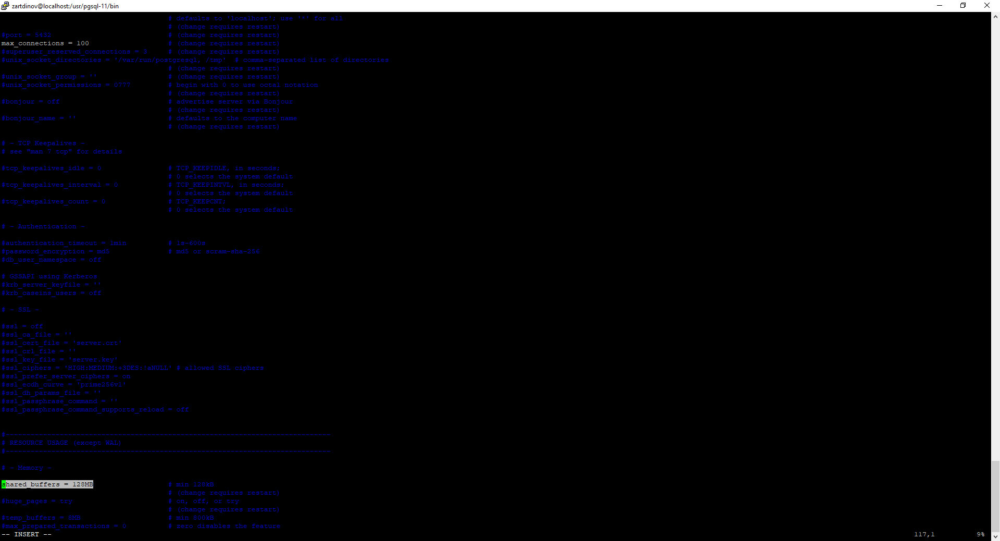 zartdinov@localhost:/usr/pgsql-11/bin
# defaults to 'localhost'; use '*' for all
# (change requires restart)
#port = 5432 # (change requires restart)
max_connections = 100 # (change requires restart)
#superuser_reserved_connections = 3 # (change requires restart)
#unix_socket_directories = '/var/run/postgresql, /tmp' # comma-separated list of directories
# (change requires restart)
#unix_socket_group = '' # (change requires restart)
#unix_socket_permissions = 0777 # begin with 0 to use octal notation
# (change requires restart)
#bonjour = off # advertise server via Bonjour
# (change requires restart)
#bonjour_name = '' # defaults to the computer name
# (change requires restart)
# - TCP Keepalives -
# see "man 7 tcp" for details
#tcp_keepalives_idle = 0 # TCP_KEEPIDLE, in seconds;
# 0 selects the system default
#tcp_keepalives_interval = 0 # TCP_KEEPINTVL, in seconds;
# 0 selects the system default
#tcp_keepalives_count = 0 # TCP_KEEPCNT;
# 0 selects the system default
# - Authentication -
#authentication_timeout = 1min # 1s-600s
#password_encryption = md5 # md5 or scram-sha-256
#db_user_namespace = off
# GSSAPI using Kerberos
#krb_server_keyfile = ''
#krb_caseins_users = off
# - SSL -
#ssl = off
#ssl_ca_file = ''
#ssl_cert_file = 'server.crt'
#ssl_crl_file = ''
#ssl_key_file = 'server.key'
#ssl_ciphers = 'HIGH:MEDIUM:+3DES:!aNULL' # allowed SSL ciphers
#ssl_prefer_server_ciphers = on
#ssl_ecdh_curve = 'prime256v1'
#ssl_dh_params_file = ''
#ssl_passphrase_command = ''
#ssl_passphrase_command_supports_reload = off
#------------------------------------------------------------------------------
# RESOURCE USAGE (except WAL)
#------------------------------------------------------------------------------
# - Memory -
shared_buffers = 128MB # min 128kB
# (change requires restart)
#huge_pages = try # on, off, or try
# (change requires restart)
#temp_buffers = 8MB # min 800kB
#max_prepared_transactions = 0 # zero disables the feature
-- INSERT -- 117,1 9%